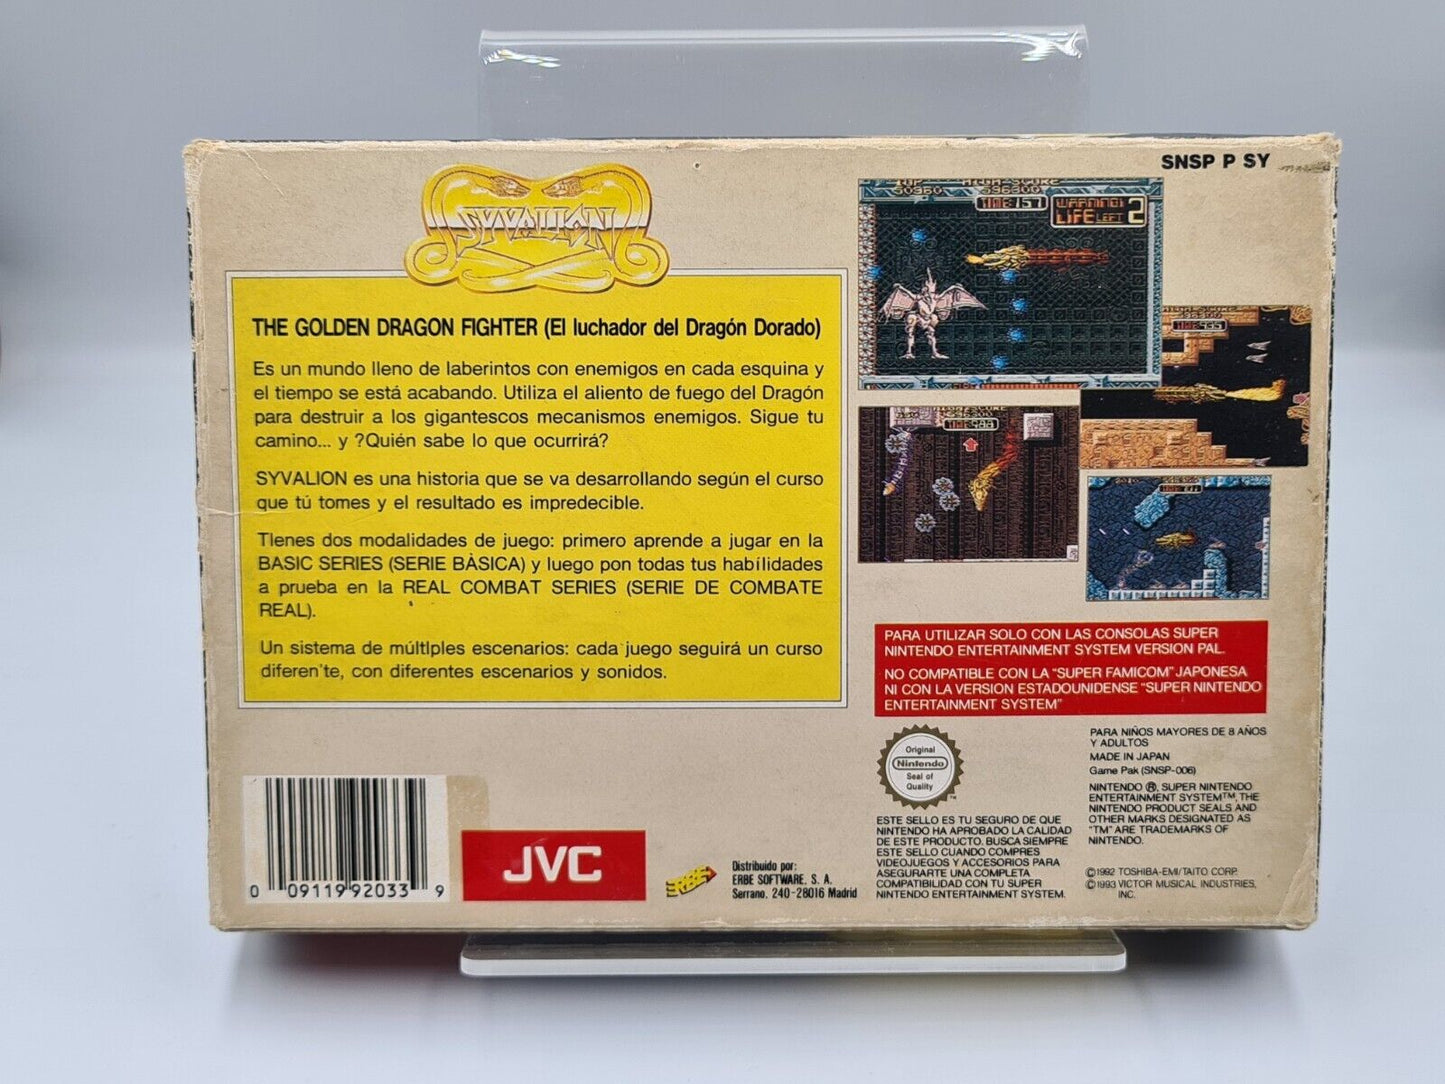 SNSP P SY
SYVALION
THE GOLDEN DRAGON FIGHTER (El luchador del Dragón Dorado)
Es un mundo lleno de laberintos con enemigos en cada esquina y
el tiempo se está acabando. Utiliza el aliento de fuego del Dragón
para destruir a los gigantescos mecanismos enemigos. Sigue tu
camino... y ?Quién sabe lo que ocurrirá?
SYVALION es una historia que se va desarrollando según el curso
que tú tomes y el resultado es impredecible.
Tlenes dos modalidades de juego: primero aprende a jugar en la
BASIC SERIES (SERIE BÀSICA) y luego pon todas tus habílidades
a prueba en la REAL COMBAT SERIES (SERIE DE COMBATE
REAL).
Un sistema de múltlples escenarios: cada juego seguirá un curso
diferen'te, con diferentes escenarios y sonidos.
TIME:157
WARNING!
LIFE LEFT 2
PARA UTILIZAR SOLO CON LAS CONSOLAS SUPER
NINTENDO ENTERTAINMENT SYSTEM VERSION PAL.
NO COMPATIBLE CON LA "SUPER FAMICOM" JAPONESA
NI CON LA VERSION ESTADOUNIDENSE "SUPER NINTENDO
ENTERTAINMENT SYSTEM"
Original
Nintendo
Seal of
Quality
TM
ESTE SELLO ES TU SEGURO DE QUE
NINTENDO HA APROBADO LA CALIDAD
DE ESTE PRODUCTO. BUSCA SIEMPRE
ESTE SELLO CUANDO COMPRES
VIDEOJUEGOS Y ACCESORIOS PARA
ASEGURARTE UNA COMPLETA
COMPATIBILIDAD CON TU SUPER
NINTENDO ENTERTAINMENT SYSTEM.
PARA NIÑOS MAYORES DE 8 AÑOS
Y ADULTOS
MADE IN JAPAN
Game Pak (SNSP-006)
NINTENDO ®, SUPER NINTENDO
ENTERTAINMENT SYSTEM™, THE
NINTENDO PRODUCT SEALS AND
OTHER MARKS DESIGNATED AS
"TM" ARE TRADEMARKS OF
NINTENDO.
©1992 TOSHIBA-EMI/TAITO CORP.
©1993 VICTOR MUSICAL INDUSTRIES,
INC.
0 09119 92033 9
JVC
ERBE
Distribuido por:
ERBE SOFTWARE, S. A.
Serrano, 240-28016 Madrid